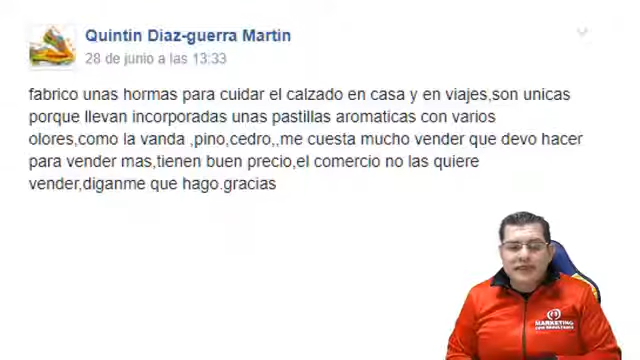 Quintin Diaz-guerra Martin
28 de junio a las 13:33
fabrico unas hormas para cuidar el calzado en casa y en viajes,son unicas
porque llevan incorporadas unas pastillas aromaticas con varios
olores,como la vanda ,pino,cedro,,me cuesta mucho vender que devo hacer
para vender mas,tienen buen precio,el comercio no las quiere
vender,diganme que hago.gracias
MARKETING